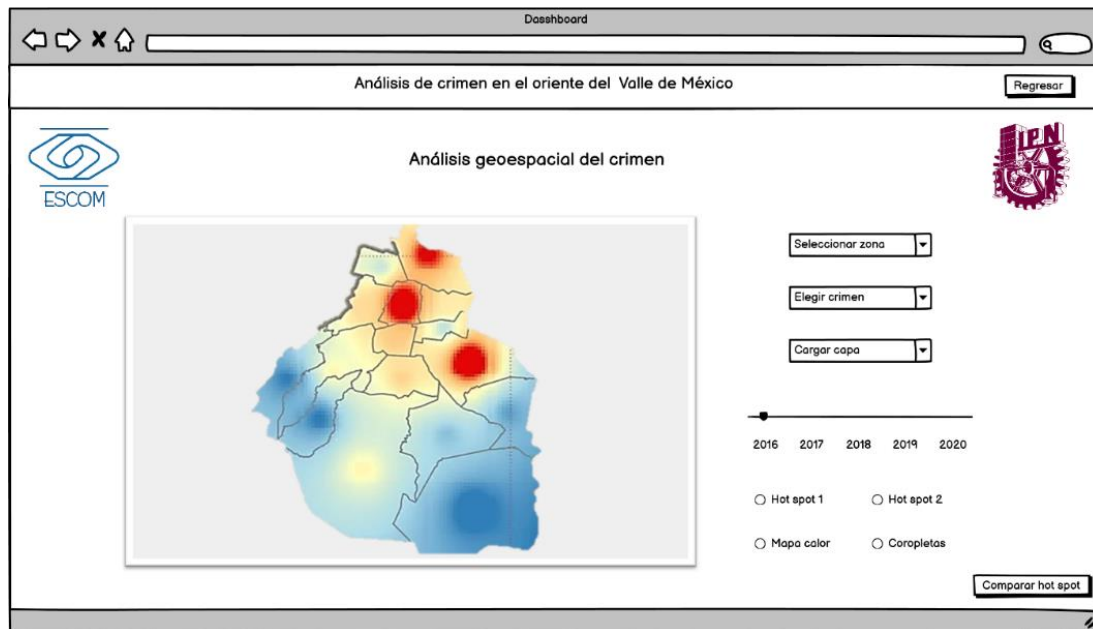 Dasshboard
Análisis de crimen en el oriente del Valle de México
Regresar
ESCOM
Análisis geoespacial del crimen
I.P.N
Seleccionar zona
Elegir crimen
Cargar capa
2016 2017 2018 2019 2020
Hot spot 1 Hot spot 2
Mapa calor Coropletas
Comparar hot spot